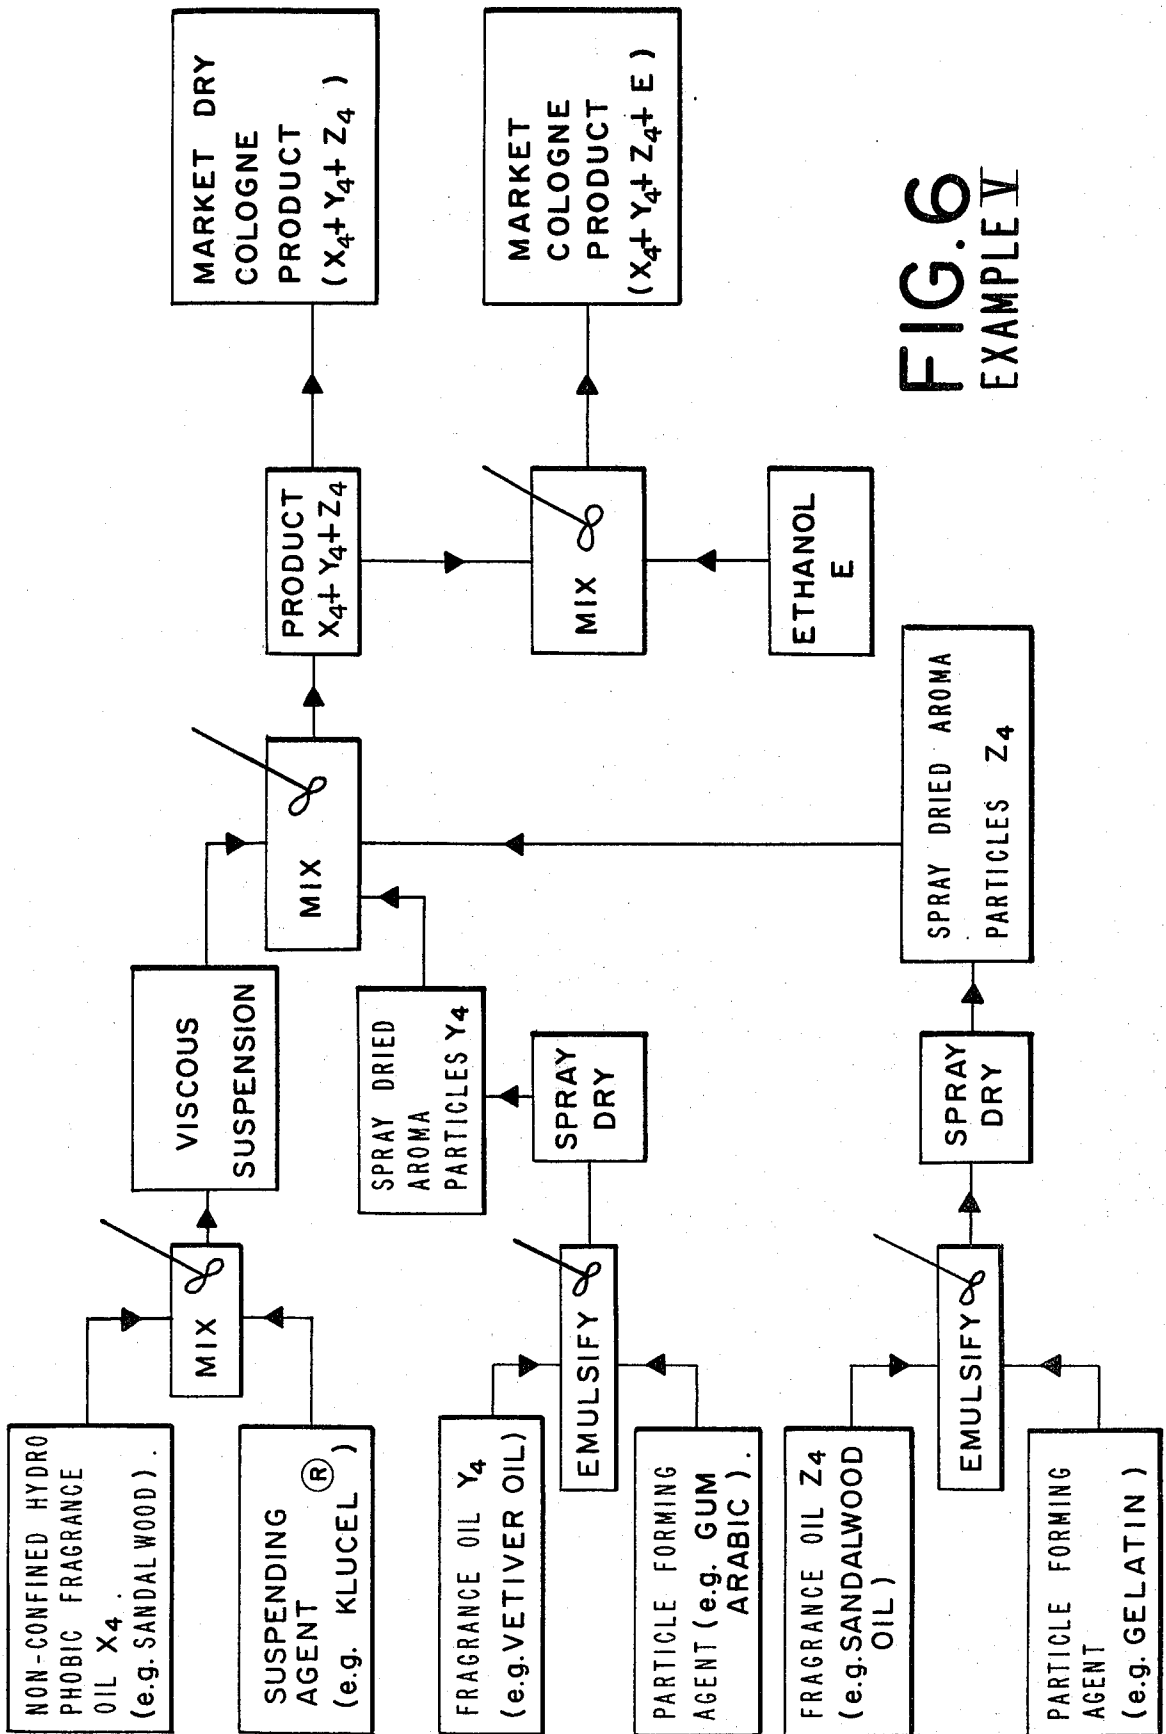 NON-CONFINED HYDRO
PHOBIC FRAGRANCE
OIL X4 .
(e.g. SANDALWOOD).
SUSPENDING
AGENT ®
(e.g. KLUCEL )
MIX
VISCOUS
SUSPENSION
FRAGRANCE OIL Y4
(e.g. VETIVER OIL)
PARTICLE FORMING
AGENT (e.g. GUM
ARABIC ).
EMULSIFY
SPRAY
DRY
SPRAY DRIED
AROMA
PARTICLES Y4
FRAGRANCE OIL Z4
(e.g. SANDALWOOD
OIL)
PARTICLE FORMING
AGENT
(e.g. GELATIN )
EMULSIFY
SPRAY
DRY
SPRAY DRIED AROMA
PARTICLES Z4
MIX
PRODUCT
X4+ Y4+ Z4
MARKET DRY
COLOGNE
PRODUCT
( X4+ Y4+ Z4 )
ETHANOL
E
MIX
MARKET
COLOGNE
PRODUCT
(X4+ Y4+ Z4+ E )
FIG.6
EXAMPLE V